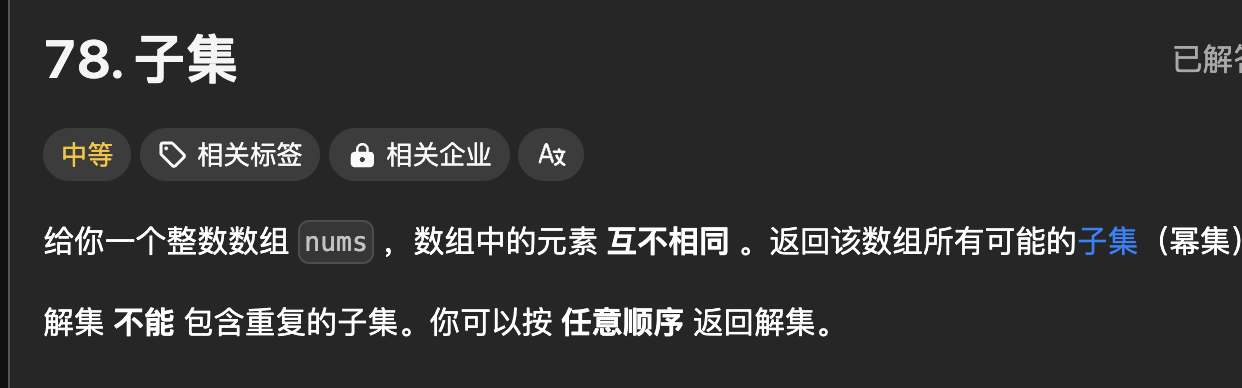 78. 子集
已解
中等 相关标签 相关企业 Aa
给你一个整数数组 nums ，数组中的元素 互不相同 。返回该数组所有可能的子集（幂集）
解集 不能 包含重复的子集。你可以按 任意顺序 返回解集。